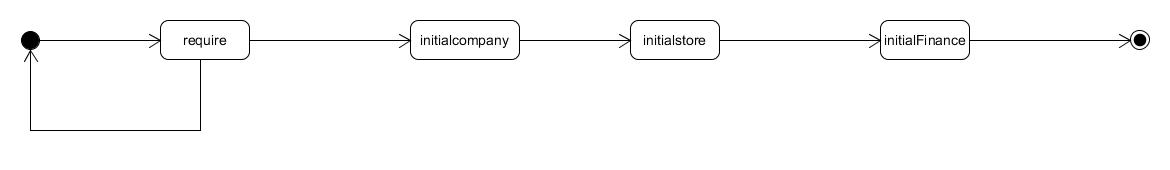 require
initialcompany
initialstore
initialFinance